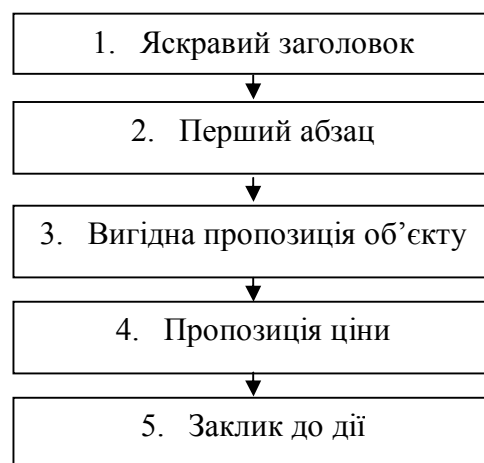 1. Яскравий заголовок
2. Перший абзац
3. Вигідна пропозиція об’єкту
4. Пропозиція ціни
5. Заклик до дії